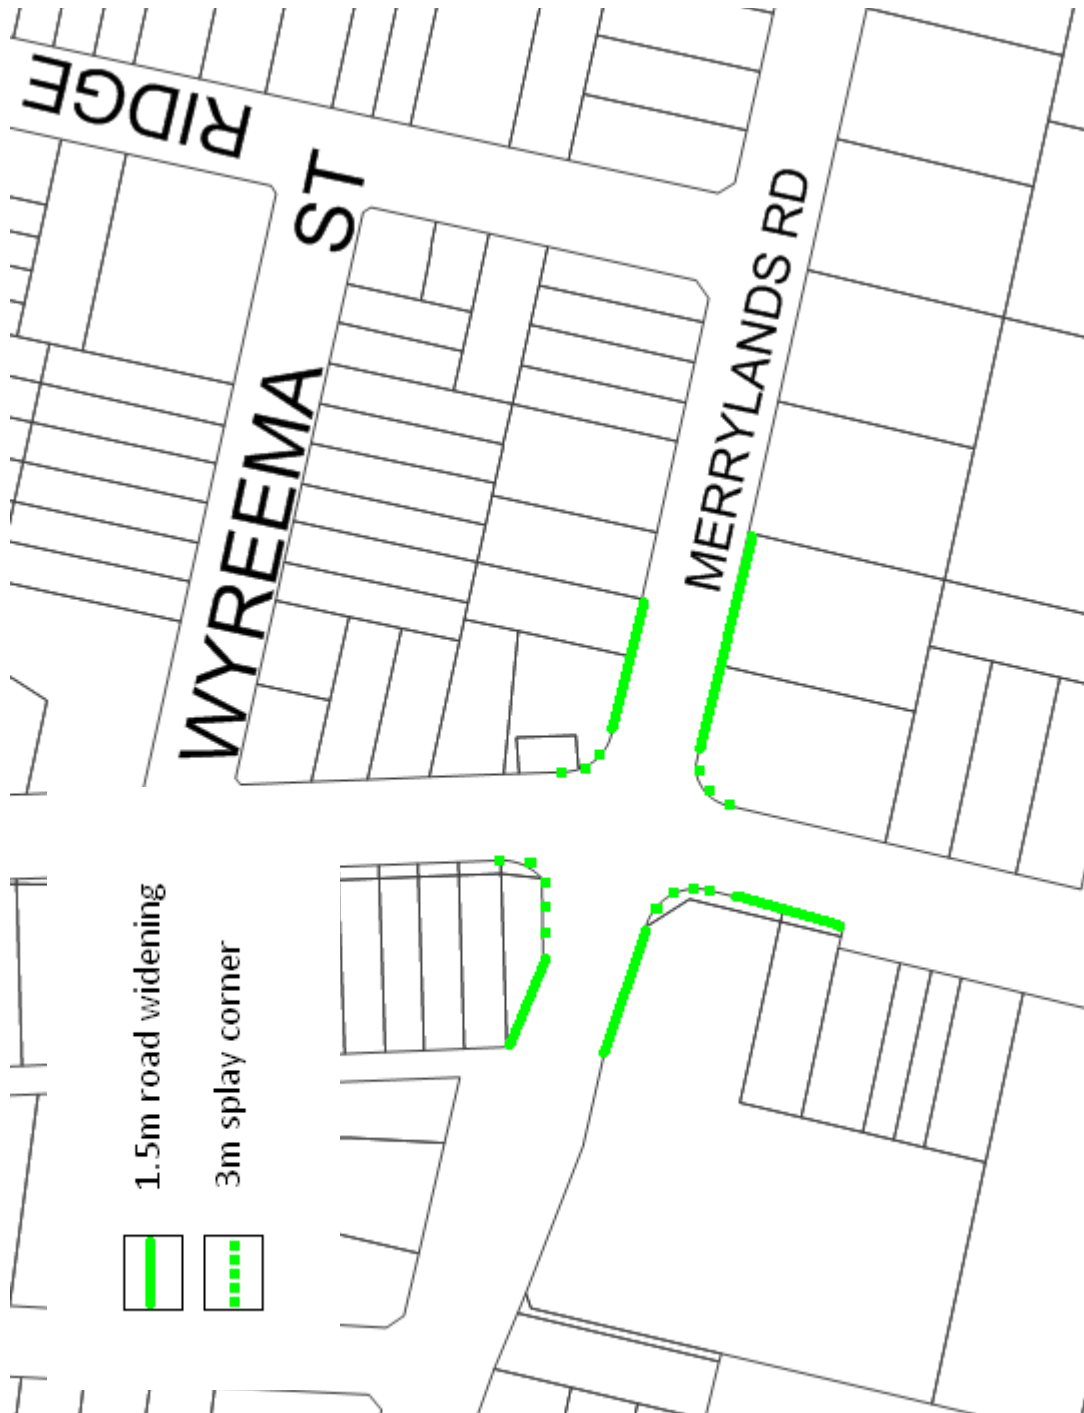 RIDGE
ST
WYREEMA
MERRYLANDS RD
1.5m road widening
3m splay corner